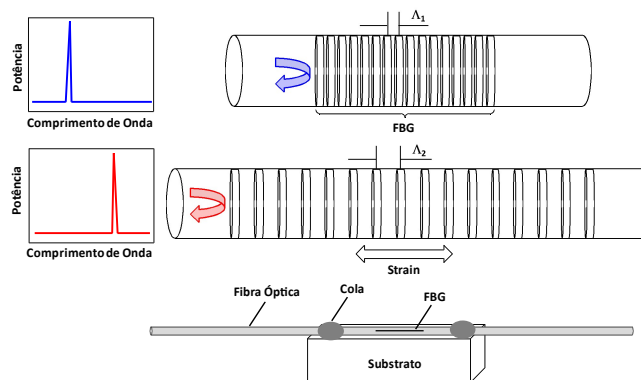 Potência
Comprimento de Onda
Λ₁
FBG
Potência
Comprimento de Onda
Λ₂
Strain
Fibra Óptica
Cola
FBG
Substrato